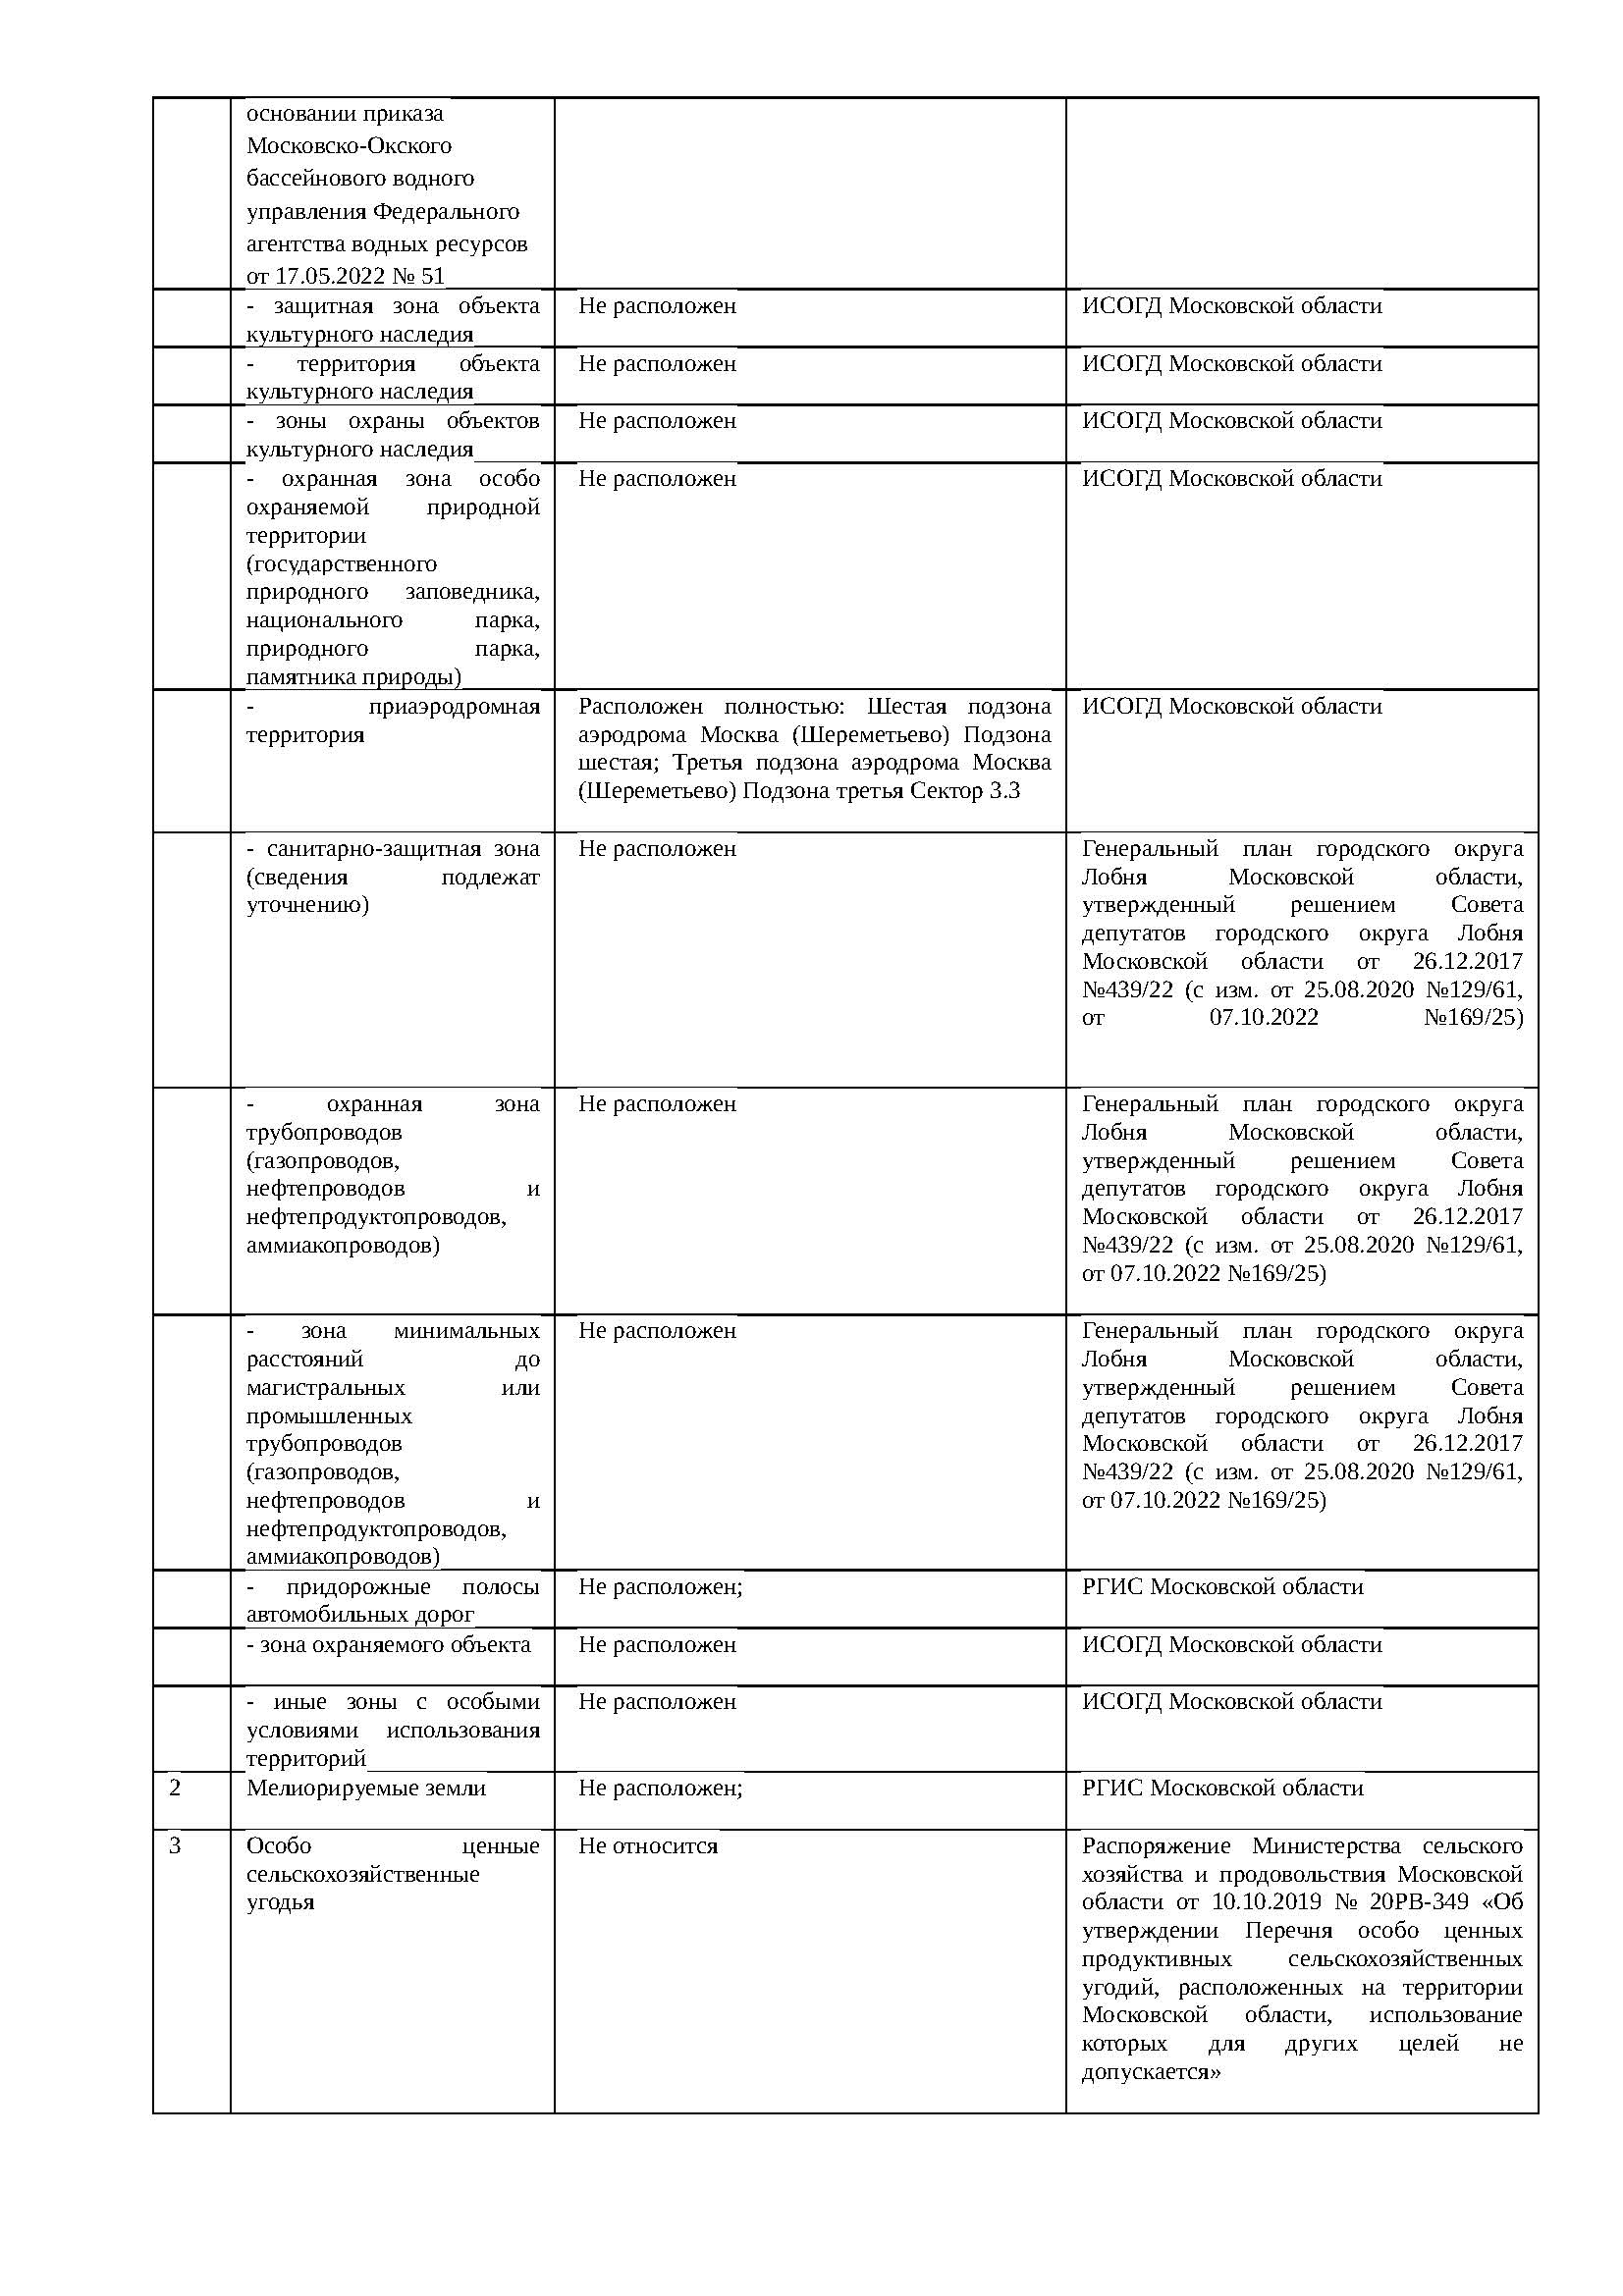 основании приказа
Московско-Окского
бассейнового водного
управления Федерального
агентства водных ресурсов
от 17.05.2022 № 51
- защитная зона объекта
культурного наследия
Не расположен
ИСОГД Московской области
- территория объекта
культурного наследия
Не расположен
ИСОГД Московской области
- зоны охраны объектов
культурного наследия
Не расположен
ИСОГД Московской области
- охранная зона особо
охраняемой природной
территории
(государственного
природного заповедника,
национального парка,
природного парка,
памятника природы)
Не расположен
ИСОГД Московской области
- приаэродромная
территория
Расположен полностью: Шестая подзона
аэродрома Москва (Шереметьево) Подзона
шестая; Третья подзона аэродрома Москва
(Шереметьево) Подзона третья Сектор 3.3
ИСОГД Московской области
- санитарно-защитная зона
(сведения подлежат
уточнению)
Не расположен
Генеральный план городского округа
Лобня Московской области,
утвержденный решением Совета
депутатов городского округа Лобня
Московской области от 26.12.2017
№439/22 (с изм. от 25.08.2020 №129/61,
от 07.10.2022 №169/25)
- охранная зона
трубопроводов
(газопроводов,
нефтепроводов и
нефтепродуктопроводов,
аммиакопроводов)
Не расположен
Генеральный план городского округа
Лобня Московской области,
утвержденный решением Совета
депутатов городского округа Лобня
Московской области от 26.12.2017
№439/22 (с изм. от 25.08.2020 №129/61,
от 07.10.2022 №169/25)
- зона минимальных
расстояний до
магистральных или
промышленных
трубопроводов
(газопроводов,
нефтепроводов и
нефтепродуктопроводов,
аммиакопроводов)
Не расположен
Генеральный план городского округа
Лобня Московской области,
утвержденный решением Совета
депутатов городского округа Лобня
Московской области от 26.12.2017
№439/22 (с изм. от 25.08.2020 №129/61,
от 07.10.2022 №169/25)
- придорожные полосы
автомобильных дорог
Не расположен;
РГИС Московской области
- зона охраняемого объекта
Не расположен
ИСОГД Московской области
- иные зоны с особыми
условиями использования
территорий
Не расположен
ИСОГД Московской области
2
Мелиорируемые земли
Не расположен;
РГИС Московской области
3
Особо ценные
сельскохозяйственные
угодья
Не относится
Распоряжение Министерства сельского
хозяйства и продовольствия Московской
области от 10.10.2019 № 20РВ-349 «Об
утверждении Перечня особо ценных
продуктивных сельскохозяйственных
угодий, расположенных на территории
Московской области, использование
которых для других целей не
допускается»